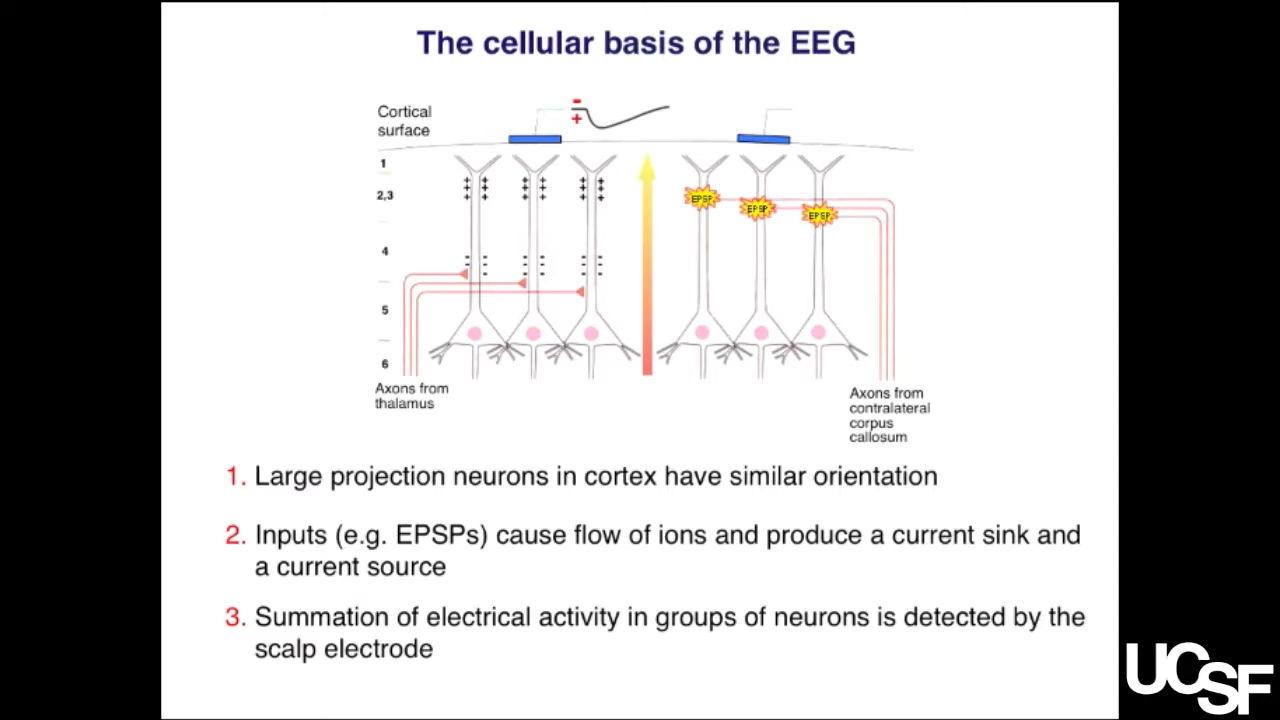 The cellular basis of the EEG
Cortical
surface
-
+
1
2,3
4
5
6
EPSP
EPSP
EPSP
Axons from
thalamus
Axons from
contralateral
corpus
callosum
1. Large projection neurons in cortex have similar orientation
2. Inputs (e.g. EPSPs) cause flow of ions and produce a current sink and
a current source
3. Summation of electrical activity in groups of neurons is detected by the
scalp electrode
UCSF